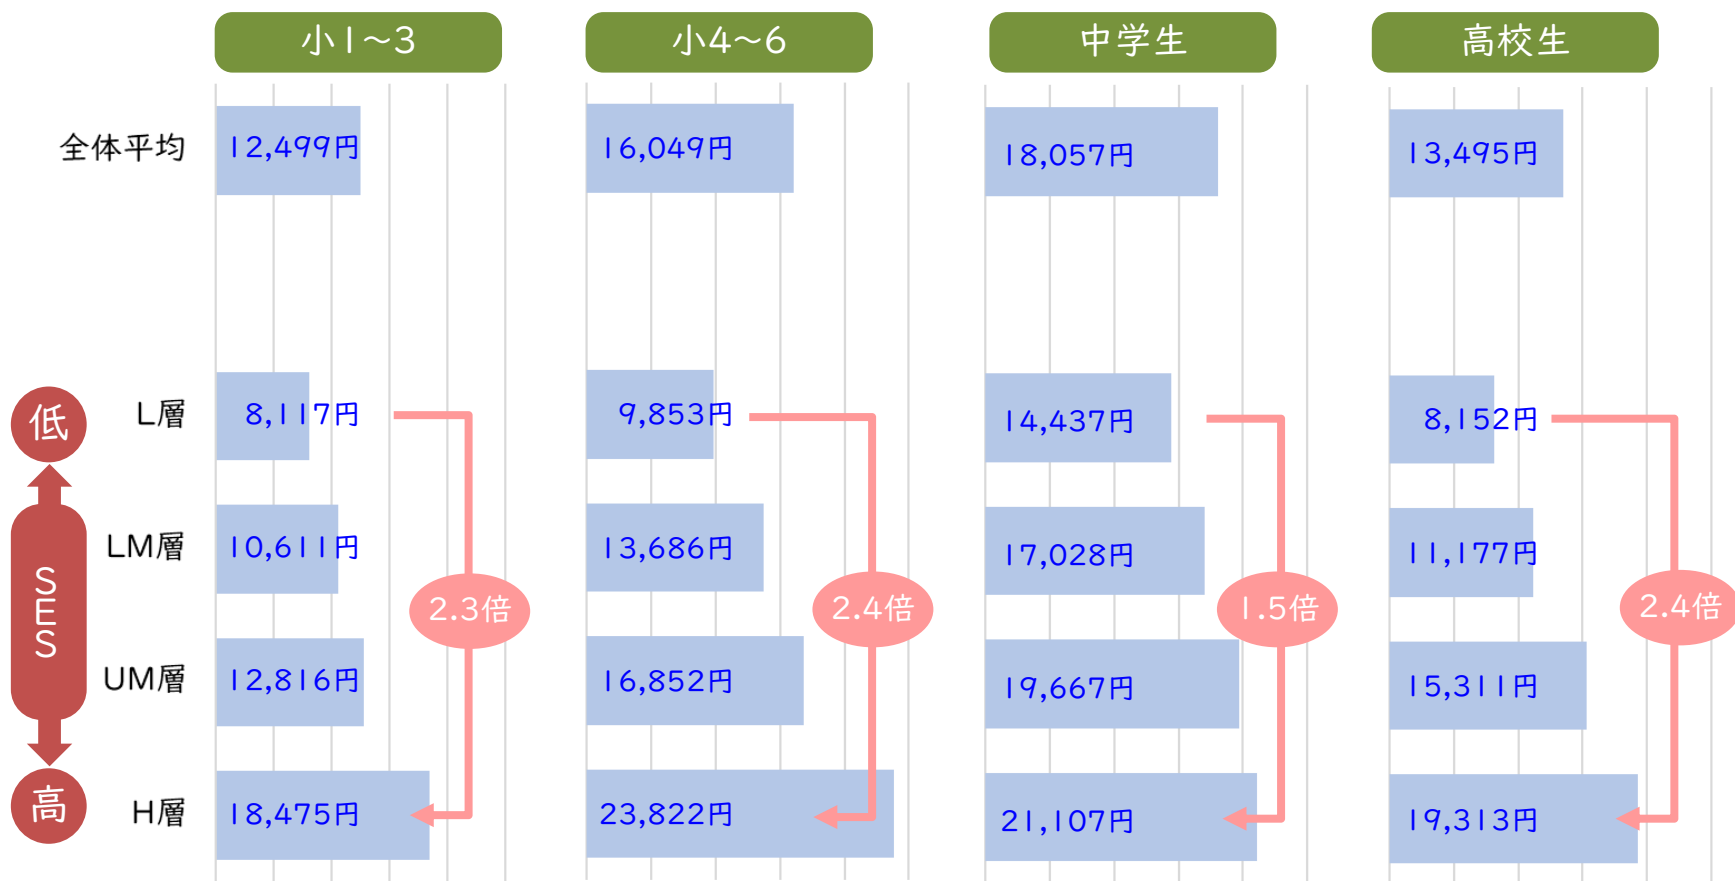 小1～3 小4～6 中学生 高校生
全体平均 12,499円 16,049円 18,057円 13,495円
低 L層 8,117円 9,853円 14,437円 8,152円
LM層 10,611円 13,686円 17,028円 11,177円
SES 2.3倍 2.4倍 1.5倍 2.4倍
UM層 12,816円 16,852円 19,667円 15,311円
高 H層 18,475円 23,822円 21,107円 19,313円